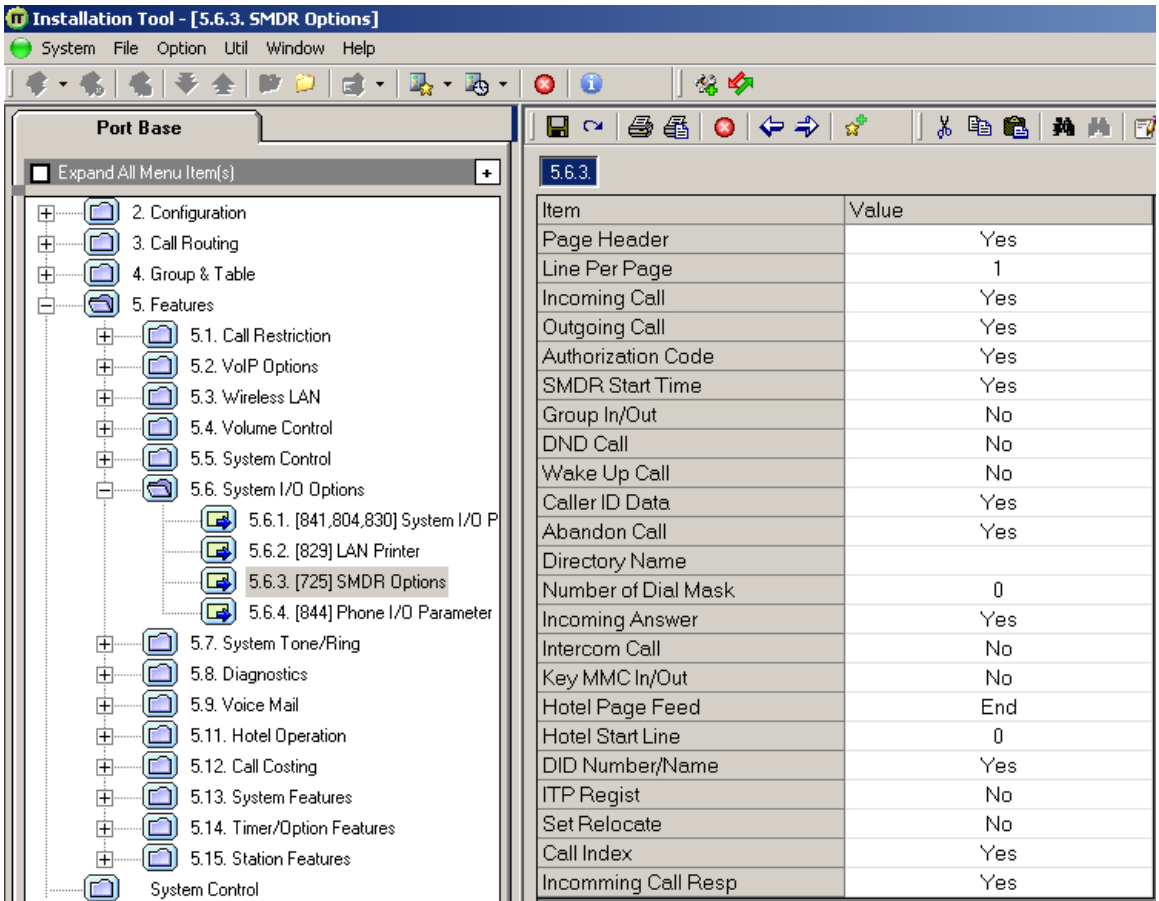 Installation Tool - [5.6.3. SMDR Options]
System File Option Util Window Help
Port Base
Expand All Menu Item(s)
2. Configuration
3. Call Routing
4. Group & Table
5. Features
5.1. Call Restriction
5.2. VoIP Options
5.3. Wireless LAN
5.4. Volume Control
5.5. System Control
5.6. System I/O Options
5.6.1. [841,804,830] System I/O P
5.6.2. [829] LAN Printer
5.6.3. [725] SMDR Options
5.6.4. [844] Phone I/O Parameter
5.7. System Tone/Ring
5.8. Diagnostics
5.9. Voice Mail
5.11. Hotel Operation
5.12. Call Costing
5.13. System Features
5.14. Timer/Option Features
5.15. Station Features
System Control
5.6.3.
Item Value
Page Header Yes
Line Per Page 1
Incoming Call Yes
Outgoing Call Yes
Authorization Code Yes
SMDR Start Time Yes
Group In/Out No
DND Call No
Wake Up Call No
Caller ID Data Yes
Abandon Call Yes
Directory Name
Number of Dial Mask 0
Incoming Answer Yes
Intercom Call No
Key MMC In/Out No
Hotel Page Feed End
Hotel Start Line 0
DID Number/Name Yes
ITP Regist No
Set Relocate No
Call Index Yes
Incomming Call Resp Yes